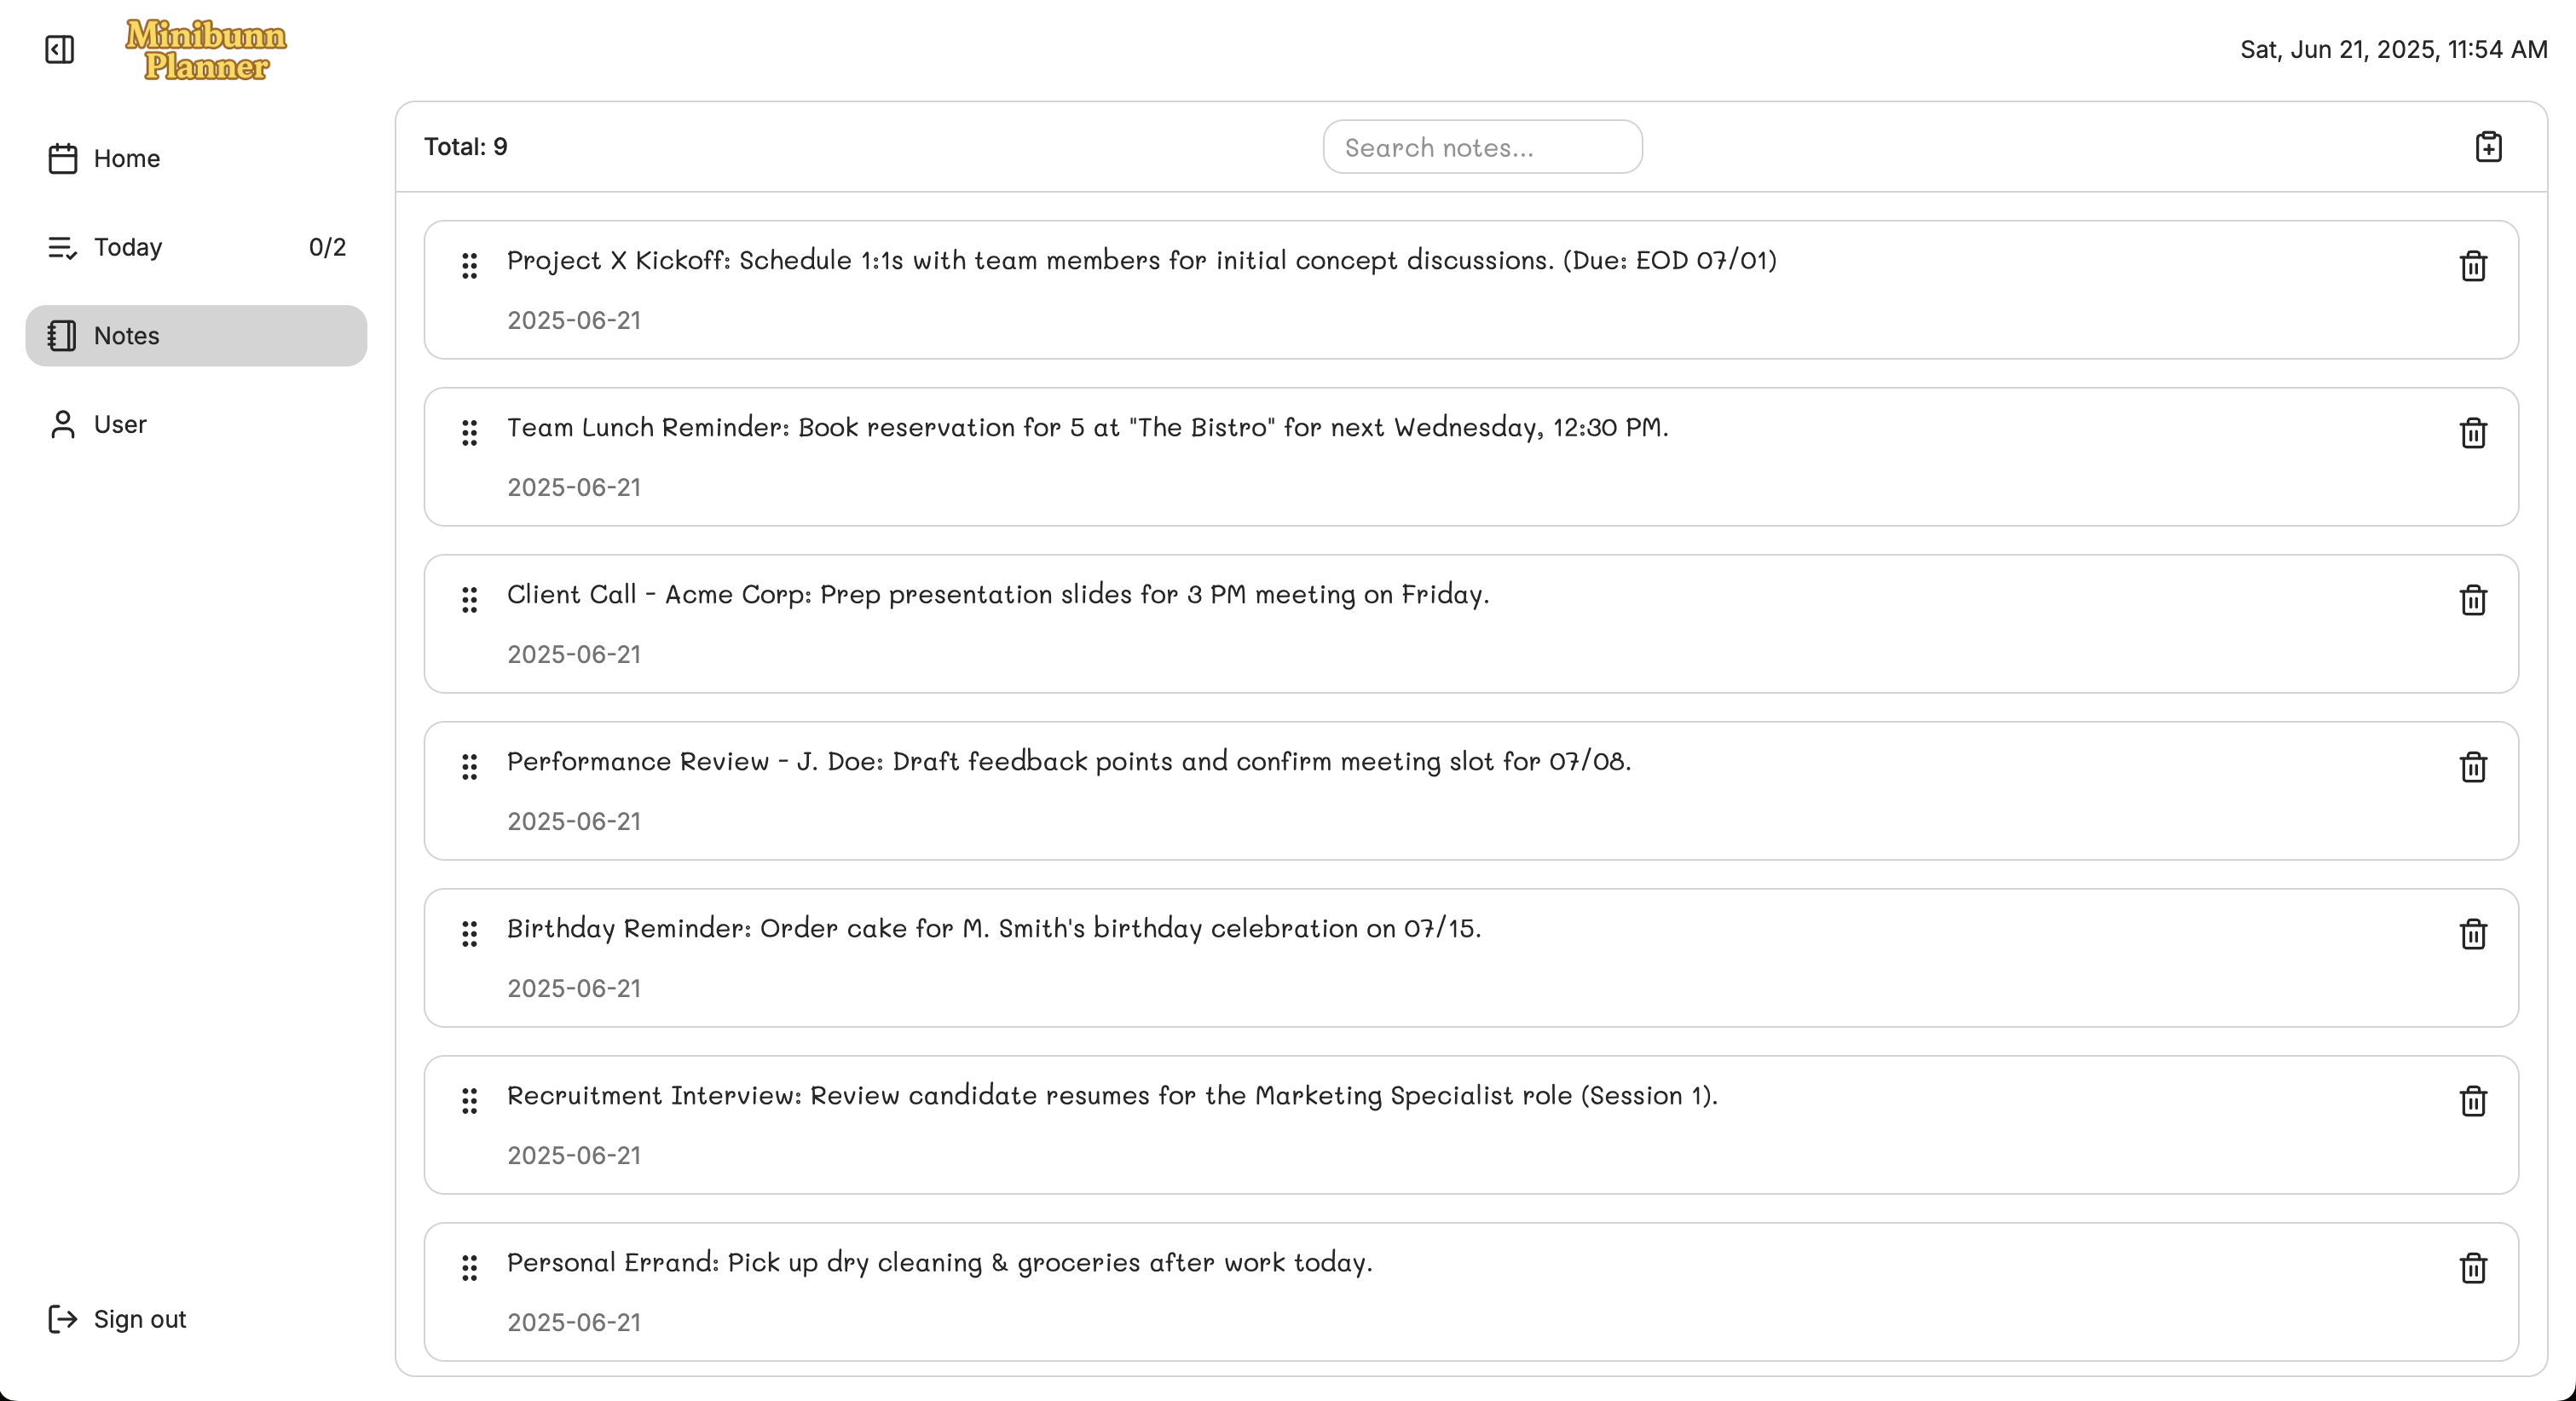 Minibunn
Planner
Sat, Jun 21, 2025, 11:54 AM
Home
Today 0/2
Notes
User
Sign out
Total: 9
Search notes...
Project X Kickoff: Schedule 1:1s with team members for initial concept discussions. (Due: EOD 07/01)
2025-06-21
Team Lunch Reminder: Book reservation for 5 at "The Bistro" for next Wednesday, 12:30 PM.
2025-06-21
Client Call - Acme Corp: Prep presentation slides for 3 PM meeting on Friday.
2025-06-21
Performance Review - J. Doe: Draft feedback points and confirm meeting slot for 07/08.
2025-06-21
Birthday Reminder: Order cake for M. Smith's birthday celebration on 07/15.
2025-06-21
Recruitment Interview: Review candidate resumes for the Marketing Specialist role (Session 1).
2025-06-21
Personal Errand: Pick up dry cleaning & groceries after work today.
2025-06-21